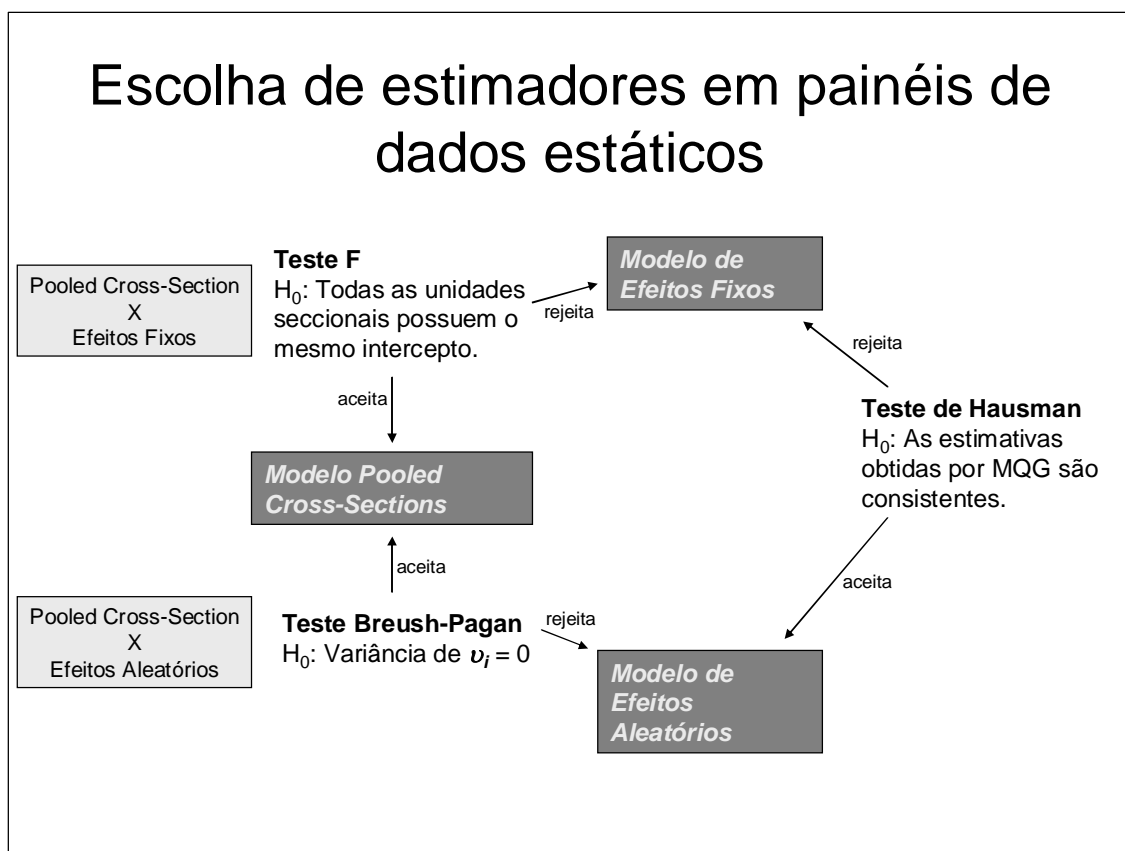 Escolha de estimadores em painéis de
dados estáticos
Pooled Cross-Section
X
Efeitos Fixos
Teste F
H₀: Todas as unidades
seccionais possuem o
mesmo intercepto.
rejeita
Modelo de
Efeitos Fixos
rejeita
aceita
Teste de Hausman
H₀: As estimativas
obtidas por MQG são
consistentes.
Modelo Pooled
Cross-Sections
aceita
aceita
Pooled Cross-Section
X
Efeitos Aleatórios
Teste Breush-Pagan
H₀: Variância de υᵢ = 0
rejeita
Modelo de
Efeitos
Aleatórios